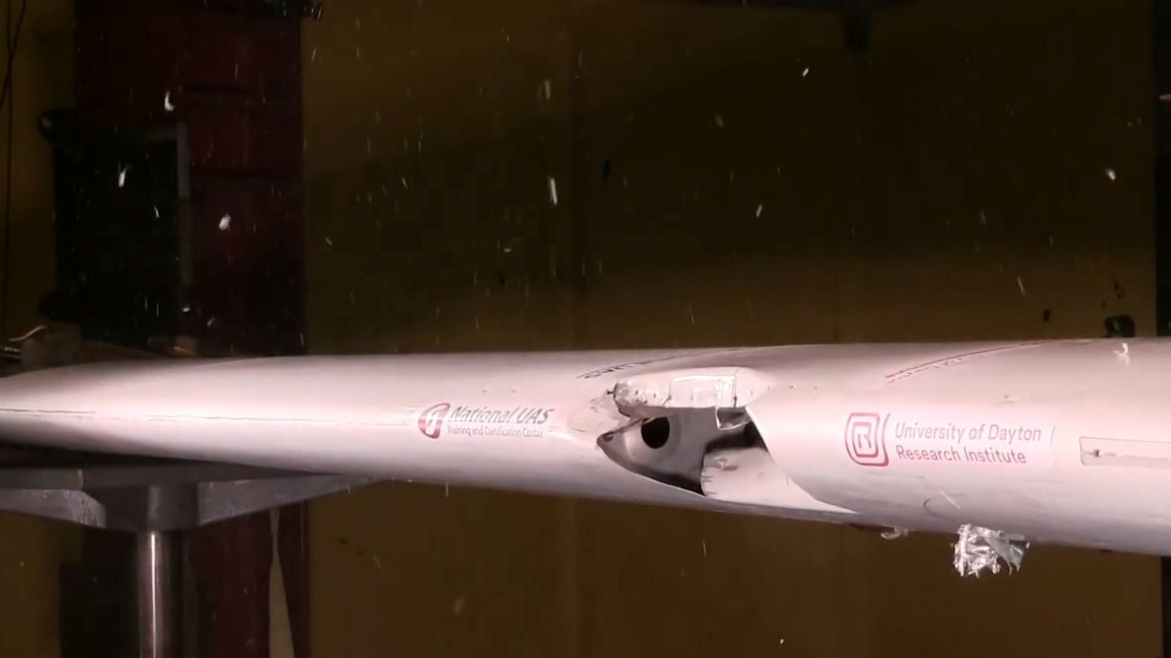 National UAS
Training and Certification Center
University of Dayton
Research Institute